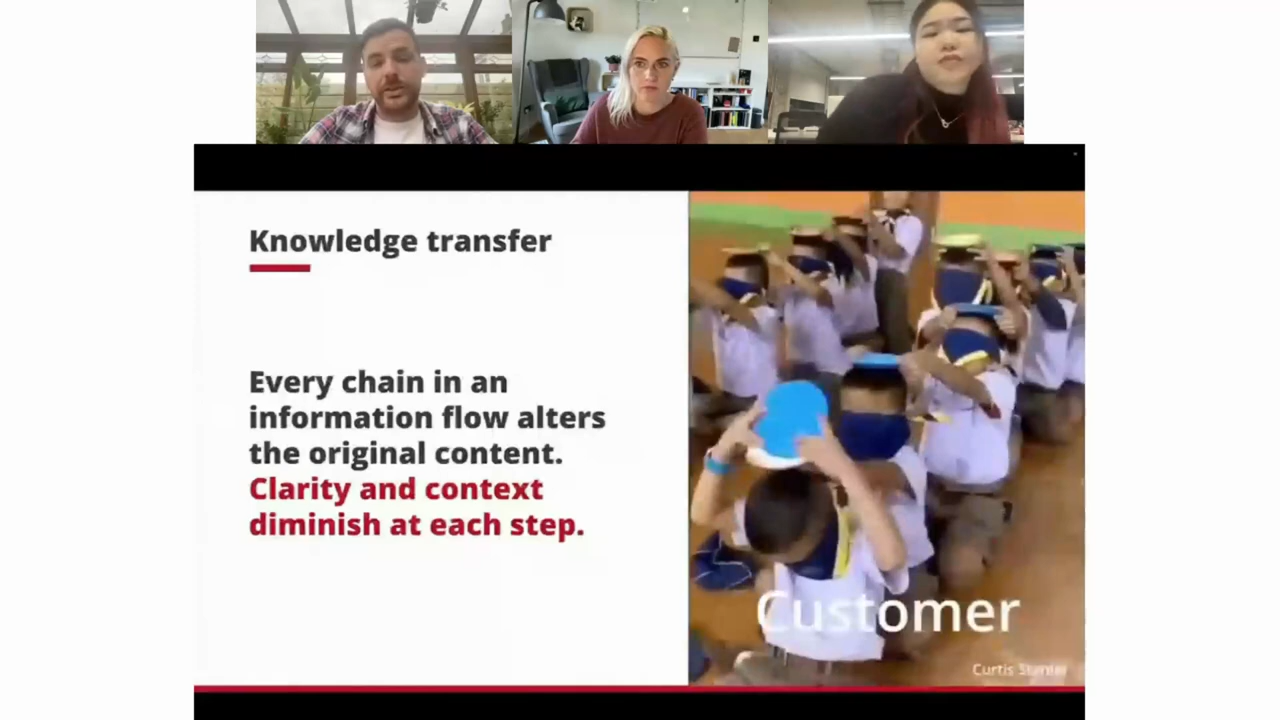 Knowledge transfer
Every chain in an
information flow alters
the original content.
Clarity and context
diminish at each step.
Customer
Curtis